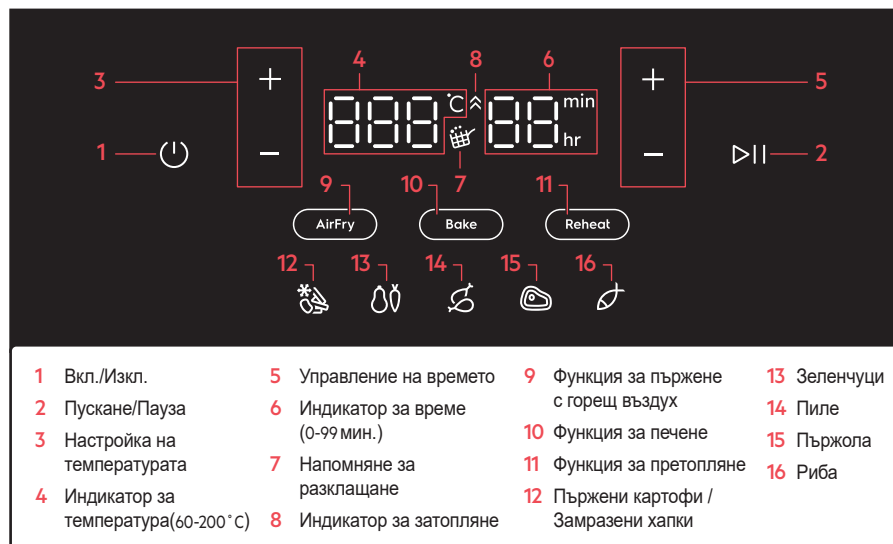 4 8 6
3 + 888 °C 88 min + 5
hr
1 − − 2
9 10 7 11
AirFry Bake Reheat
12 13 14 15 16
1 Вкл./Изкл.
2 Пускане/Пауза
3 Настройка на
температурата
4 Индикатор за
температура(60-200˚C)
5 Управление на времето
6 Индикатор за време
(0-99 мин.)
7 Напомняне за
разклащане
8 Индикатор за затопляне
9 Функция за пържене
с горещ въздух
10 Функция за печене
11 Функция за претопляне
12 Пържени картофи /
Замразени хапки
13 Зеленчуци
14 Пиле
15 Пържола
16 Риба